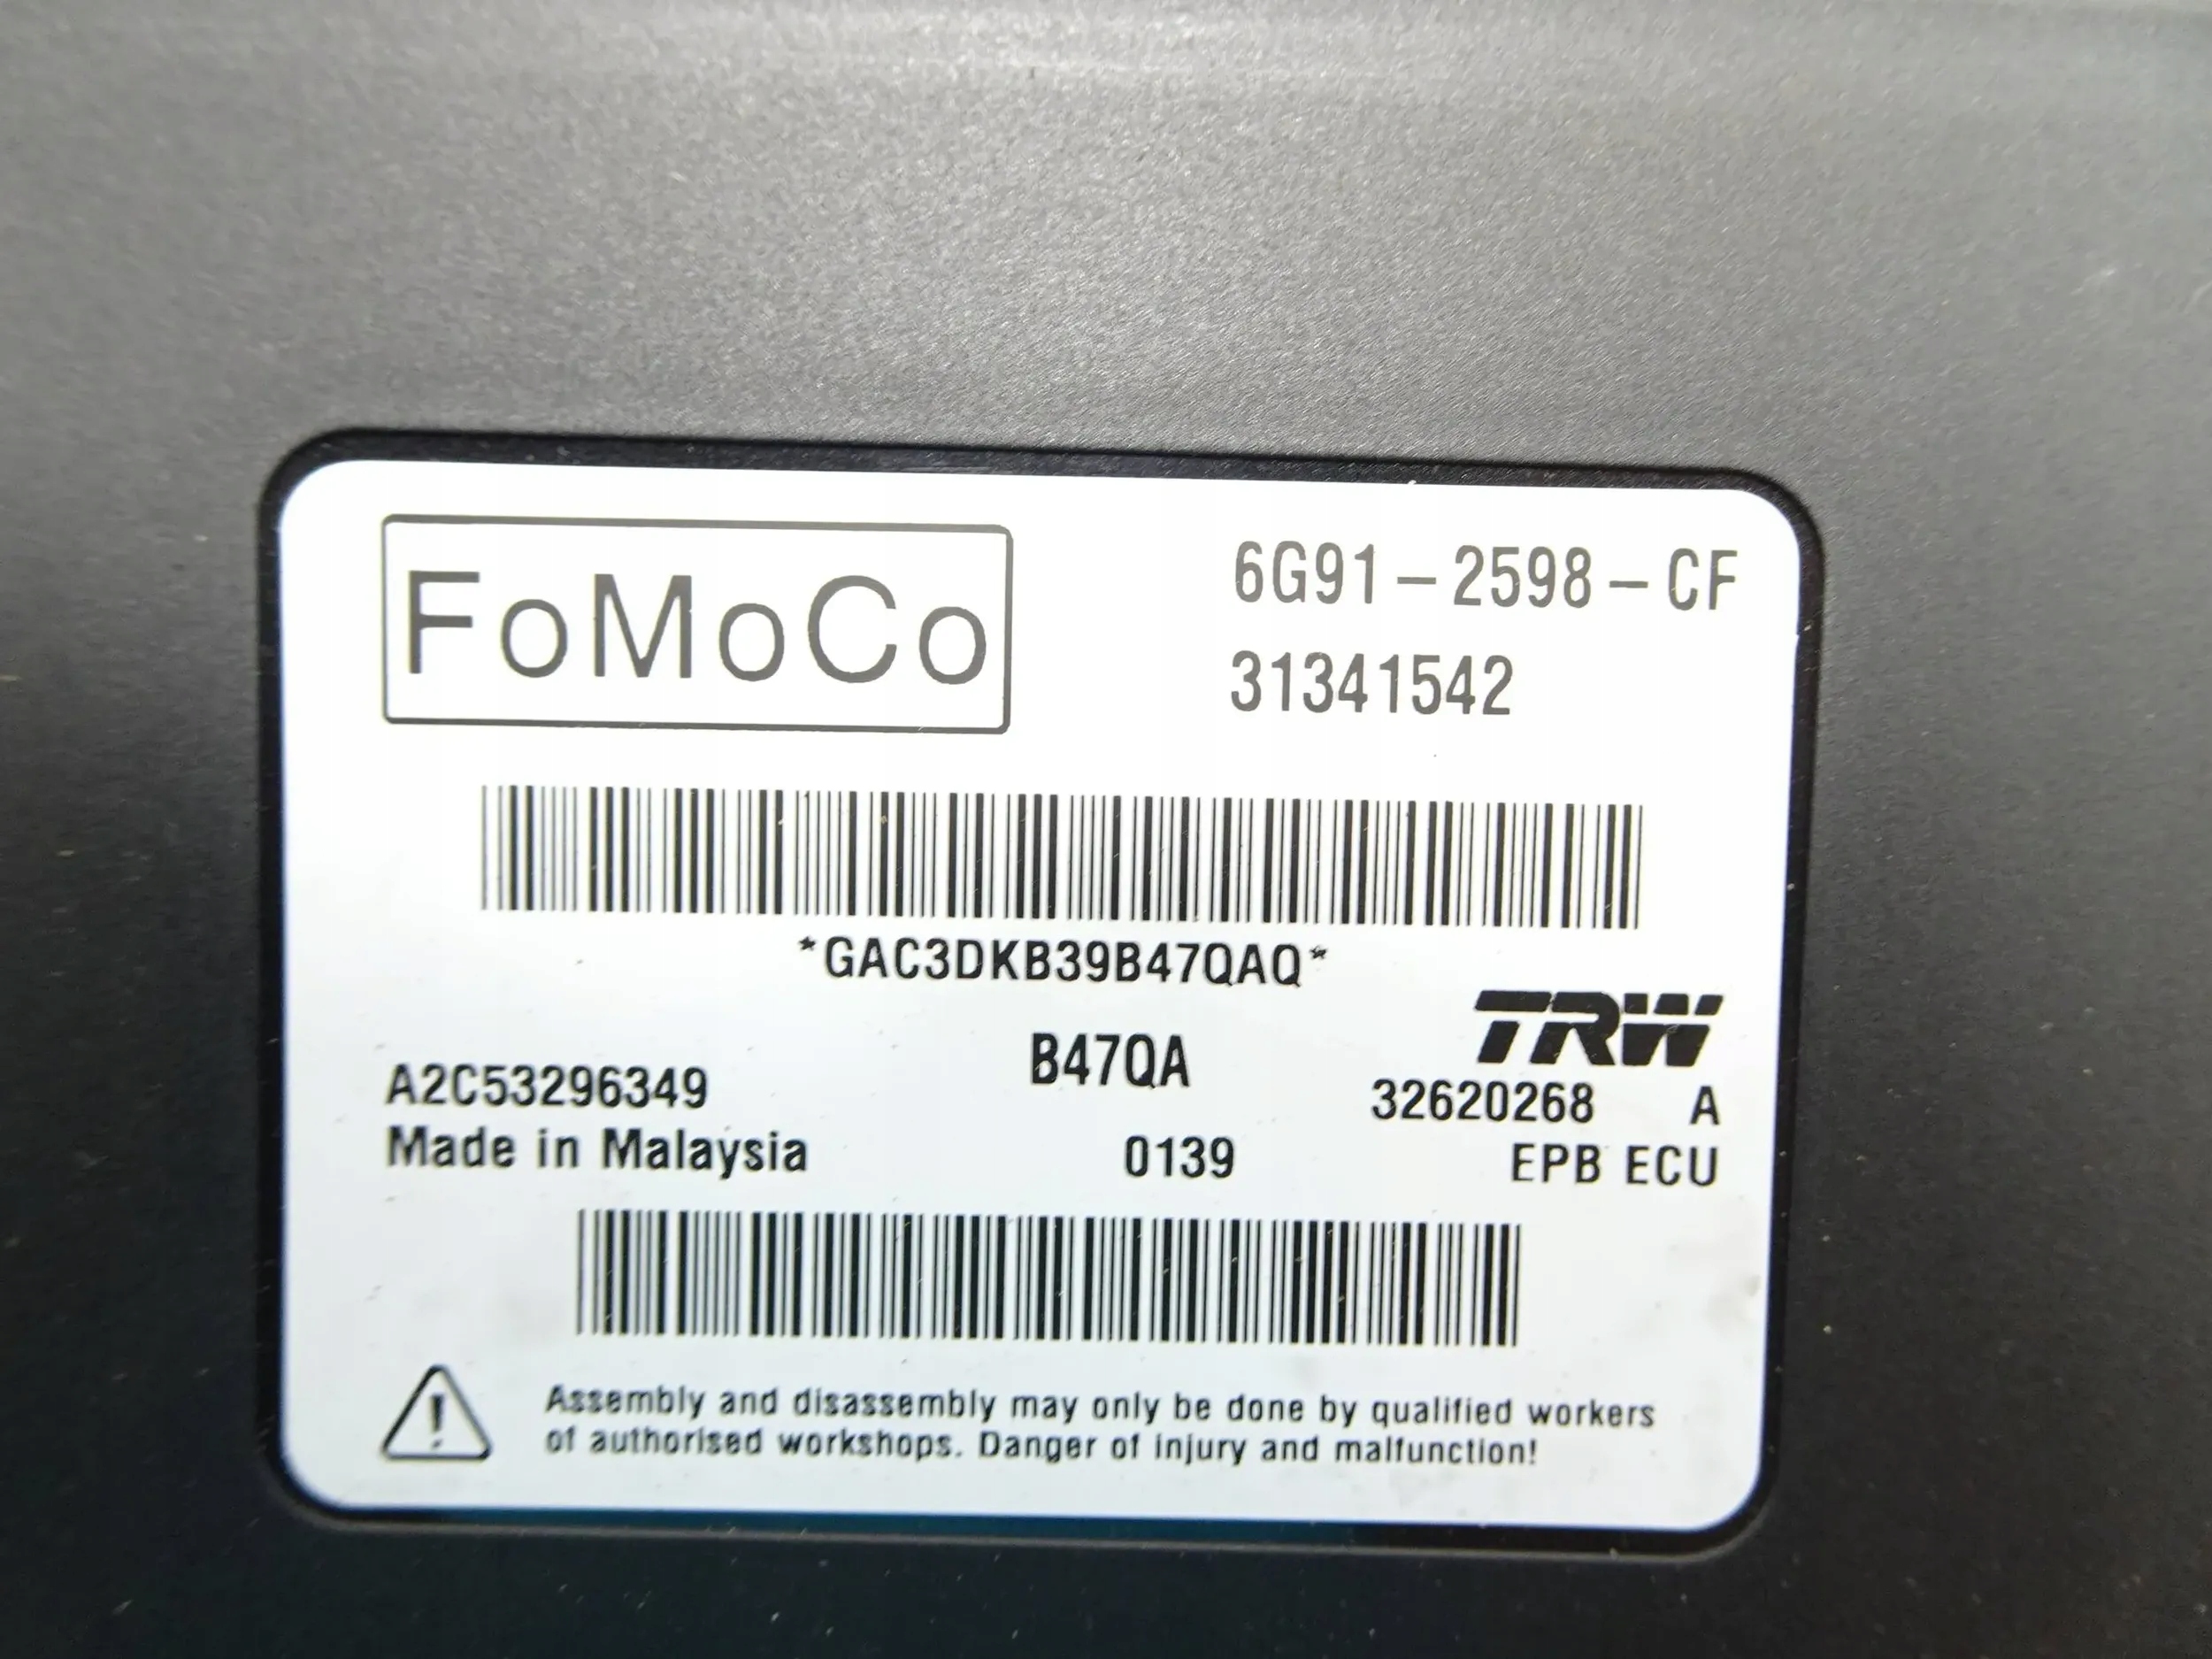 FoMoCo
6G91-2598-CF
31341542
*GAC3DKB39B47QAQ*
TRW
A2C53296349
B47QA
32620268 A
Made in Malaysia
0139
EPB ECU
Assembly and disassembly may only be done by qualified workers
of authorised workshops. Danger of injury and malfunction!